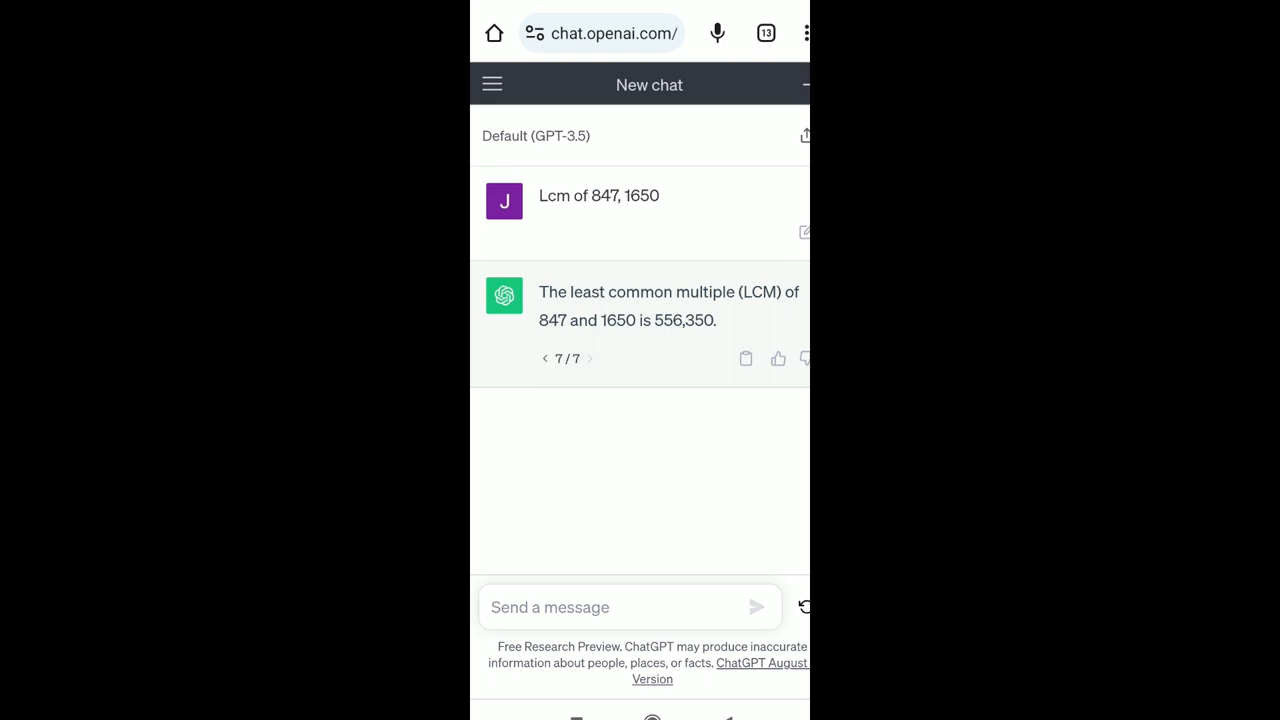 chat.openai.com/
13
New chat
Default (GPT-3.5)
J
Lcm of 847, 1650
The least common multiple (LCM) of
847 and 1650 is 556,350.
< 7 / 7 >
Send a message
Free Research Preview. ChatGPT may produce inaccurate
information about people, places, or facts. ChatGPT August
Version